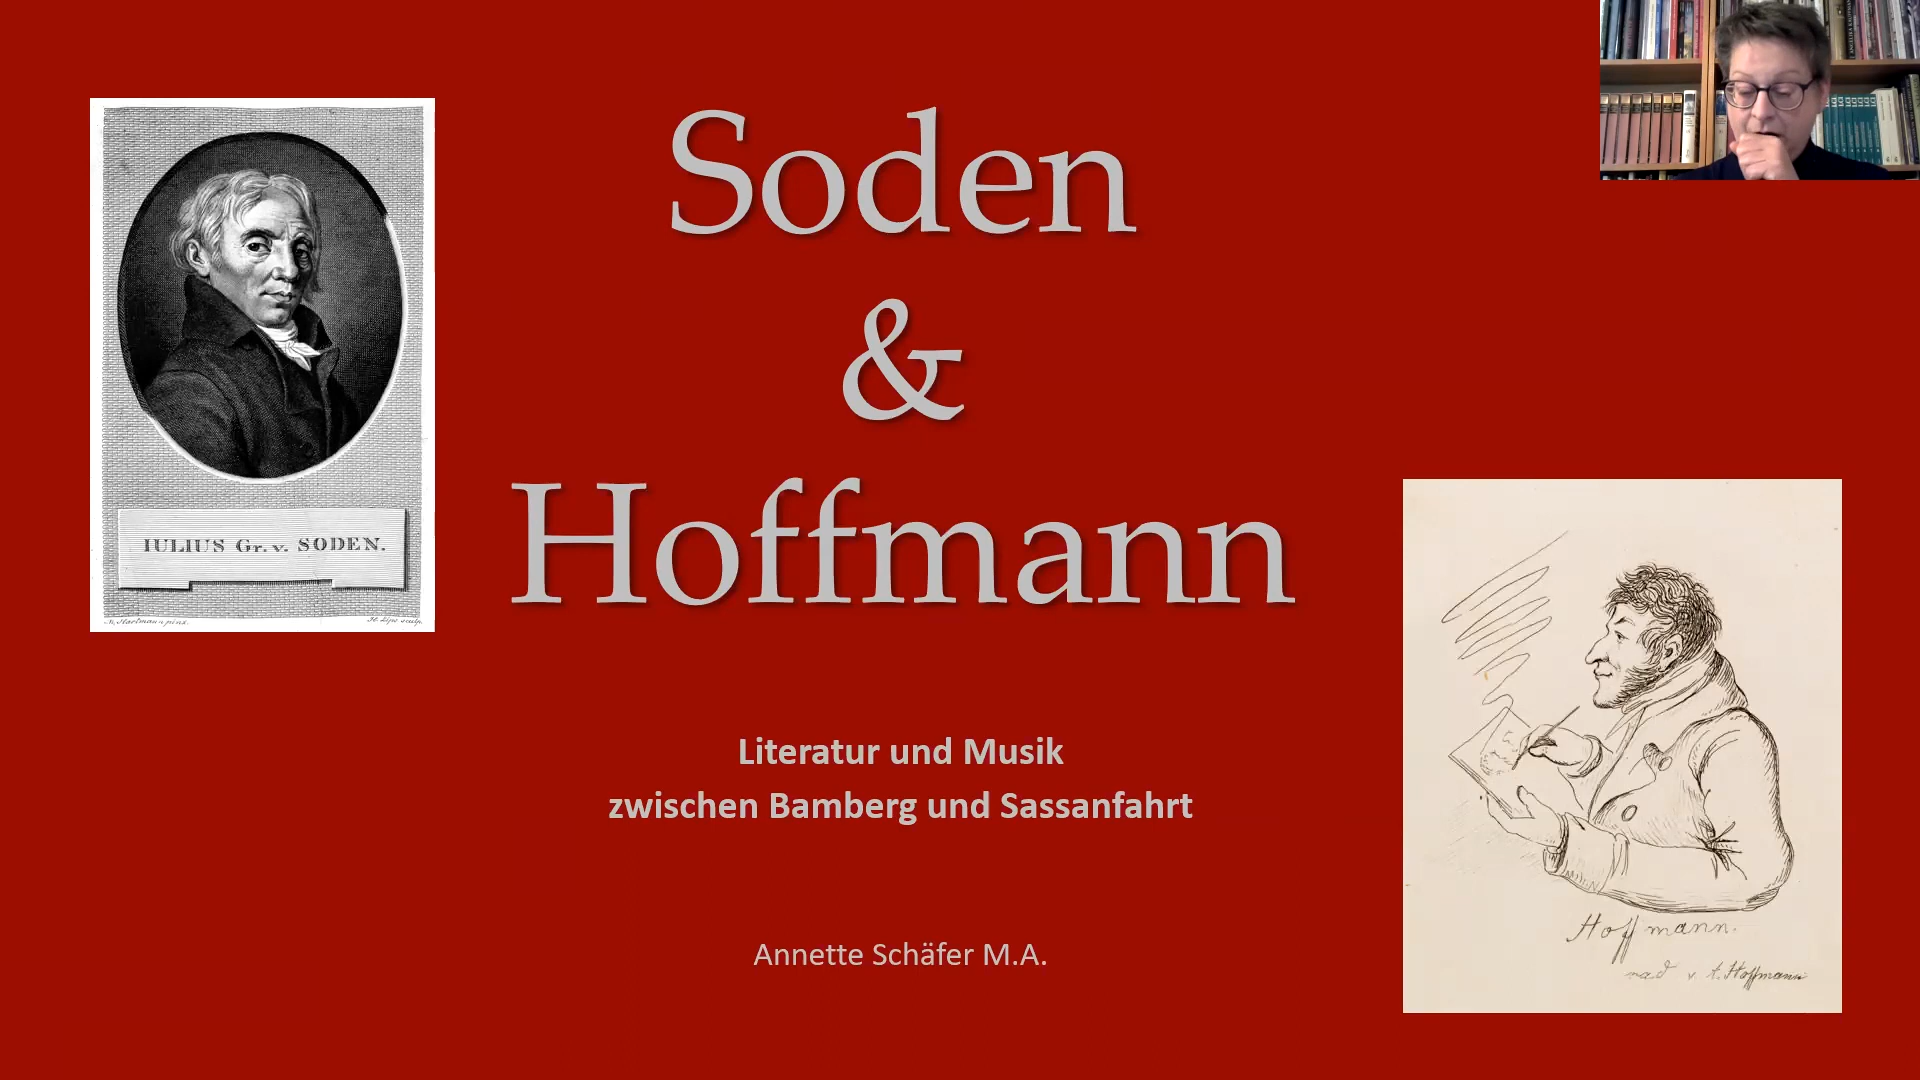 Soden
&
Hoffmann
IULIUS Gr. v. SODEN.
Literatur und Musik
zwischen Bamberg und Sassanfahrt
Annette Schäfer M.A.
Hoffmann.